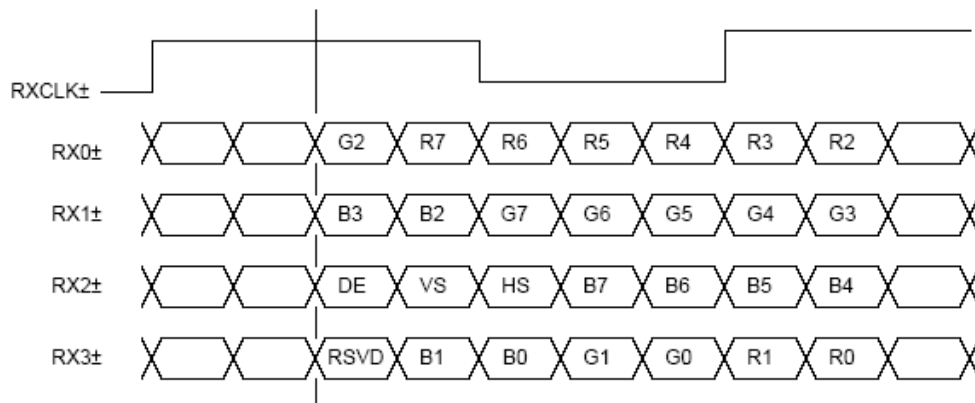 RXCLK±
RX0± G2 R7 R6 R5 R4 R3 R2
RX1± B3 B2 G7 G6 G5 G4 G3
RX2± DE VS HS B7 B6 B5 B4
RX3± RSVD B1 B0 G1 G0 R1 R0